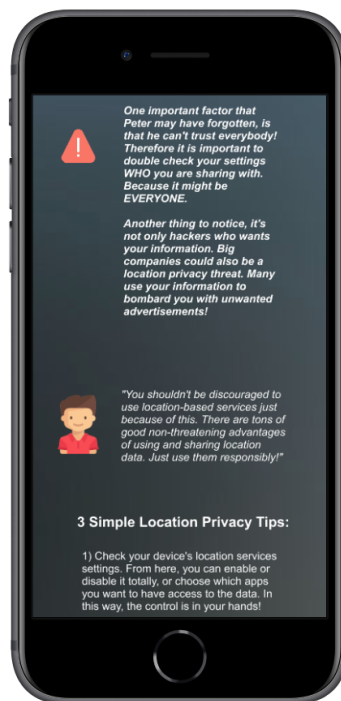 One important factor that
Peter may have forgotten, is
that he can't trust everybody!
Therefore it is important to
double check your settings
WHO you are sharing with.
Because it might be
EVERYONE.
Another thing to notice, it's
not only hackers who wants
your information. Big
companies could also be a
location privacy threat. Many
use your information to
bombard you with unwanted
advertisements!
"You shouldn't be discouraged to
use location-based services just
because of this. There are tons of
good non-threatening advantages
of using and sharing location
data. Just use them responsibly!"
3 Simple Location Privacy Tips:
1) Check your device's location services
settings. From here, you can enable or
disable it totally, or choose which apps
you want to have access to the data. In
this way, the control is in your hands!